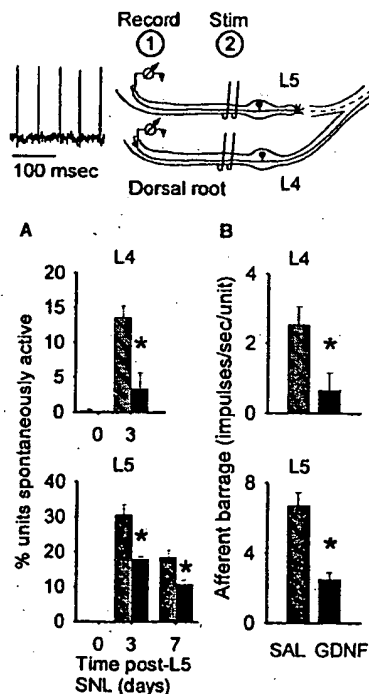 Record Stim
1 2
L5
100 msec
Dorsal root
L4
A B
L4 L4
% units spontaneously active
20
15
10
5
0
*
0 3
L5
40
30
20
10
0
* *
0 3 7
Time post-L5
SNL (days)
Afferent barrage (impulses/sec/unit)
4
2
0
*
L5
8
4
0
*
SAL GDNF